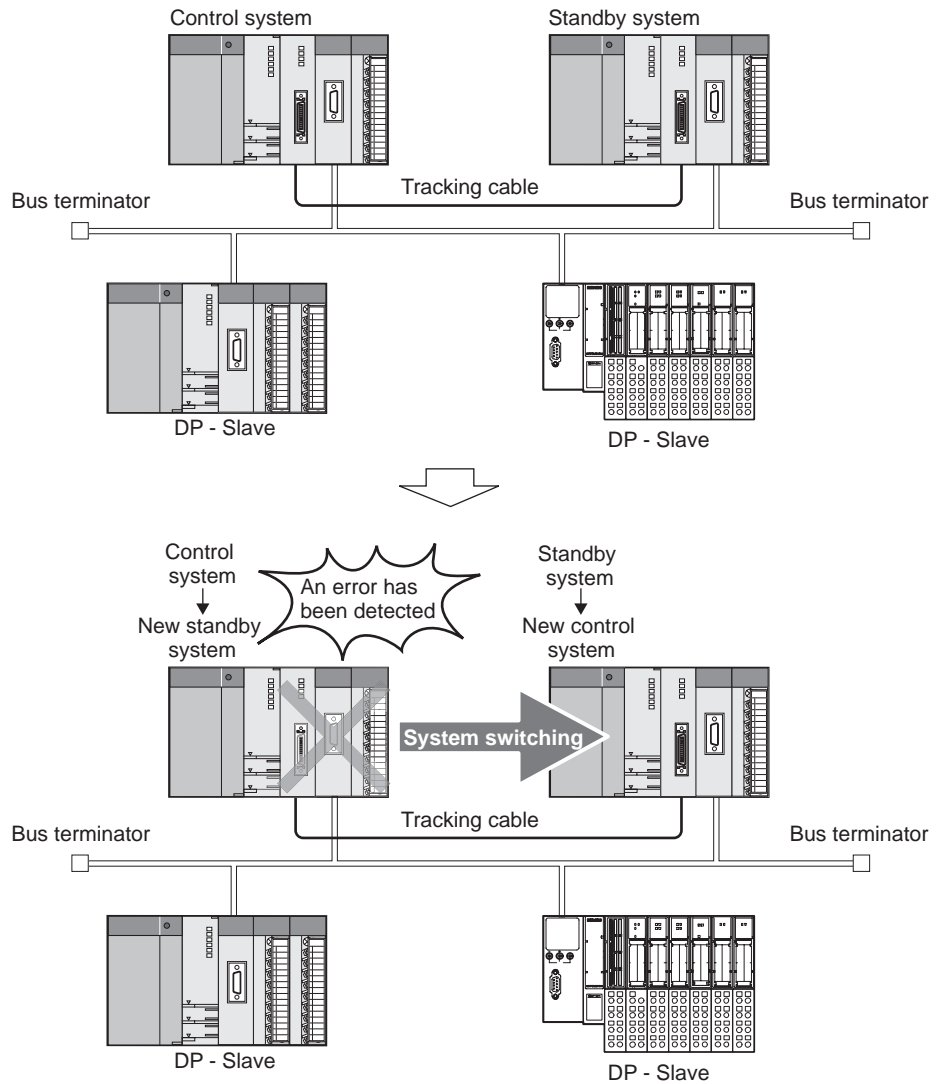 Control system
Standby system
Tracking cable
Bus terminator
Bus terminator
DP - Slave
DP - Slave
Control
system
New standby
system
An error has
been detected
Standby
system
New control
system
System switching
Tracking cable
Bus terminator
Bus terminator
DP - Slave
DP - Slave